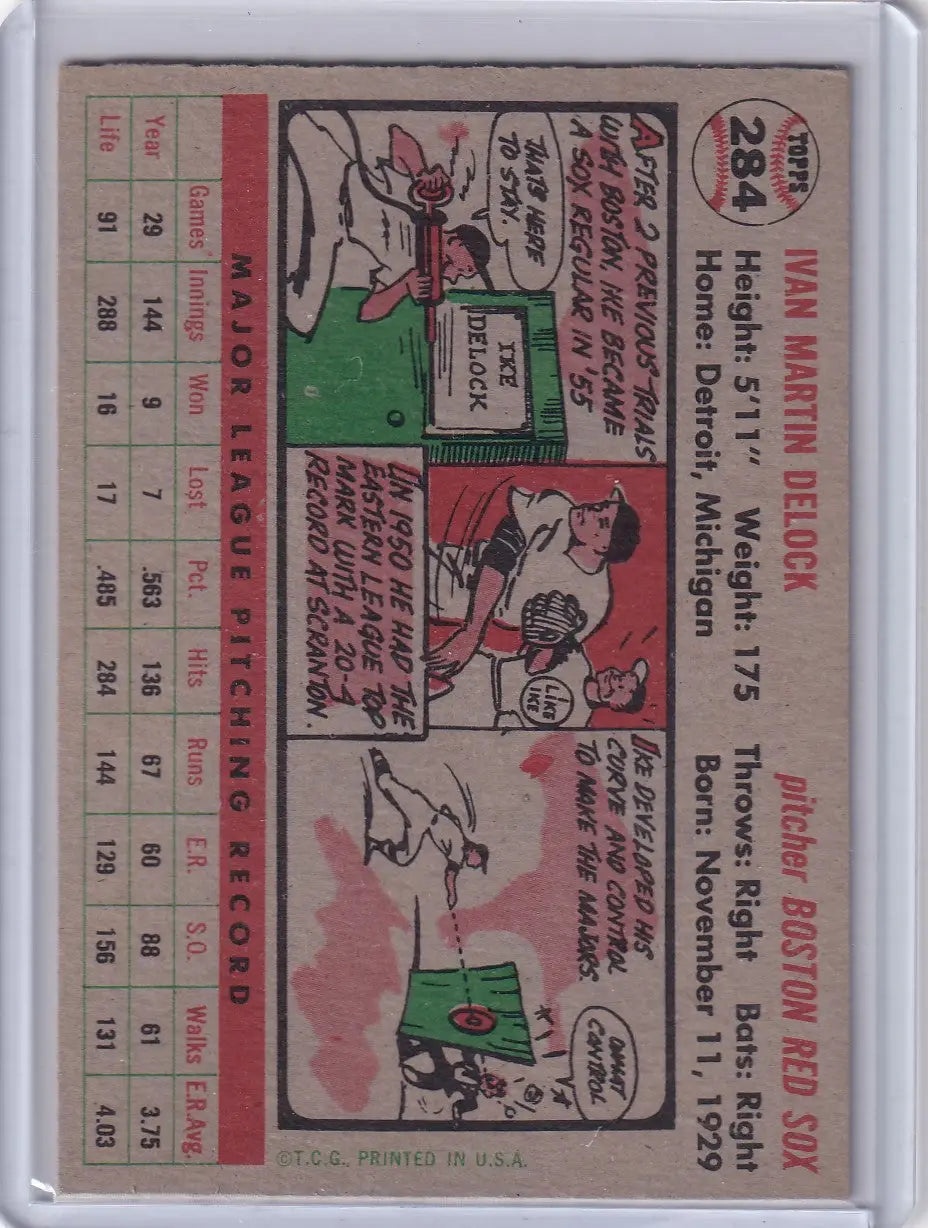 TOPPS
284
IVAN MARTIN DELOCK
pitcher BOSTON RED SOX
Height: 5'11" Weight: 175 Throws: Right Bats: Right
Home: Detroit, Michigan Born: November 11, 1929
AFTER 2 PREVIOUS TRIALS
WITH BOSTON, IKE BECAME
A SOX REGULAR IN '55
THAT'S HERE
TO STAY.
IKE
DELOCK
I LIKE
IKE
IN 1950 HE HAD THE
EASTERN LEAGUE TOP
MARK WITH A 20-4
RECORD AT SCRANTON.
IKE DEVELOPED HIS
CURVE AND CONTROL
TO MAKE THE MAJORS.
WHAT
CONTROL
©T.C.G., PRINTED IN U.S.A.
MAJOR LEAGUE PITCHING RECORD
Games Innings Won Lost Pct. Hits Runs E.R. S.O. Walks E.R.Avg.
Year 29 144 9 7 .563 136 67 60 88 61 3.75
Life 91 288 16 17 .485 284 144 129 156 131 4.03